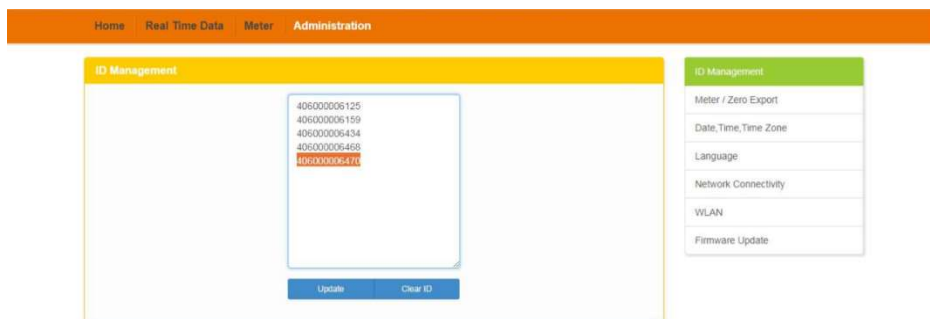 Home Real Time Data Meter Administration
ID Management
406000006125
406000006159
406000006434
406000006468
406000006470
Update Clear ID
ID Management
Meter / Zero Export
Date,Time,Time Zone
Language
Network Connectivity
WLAN
Firmware Update